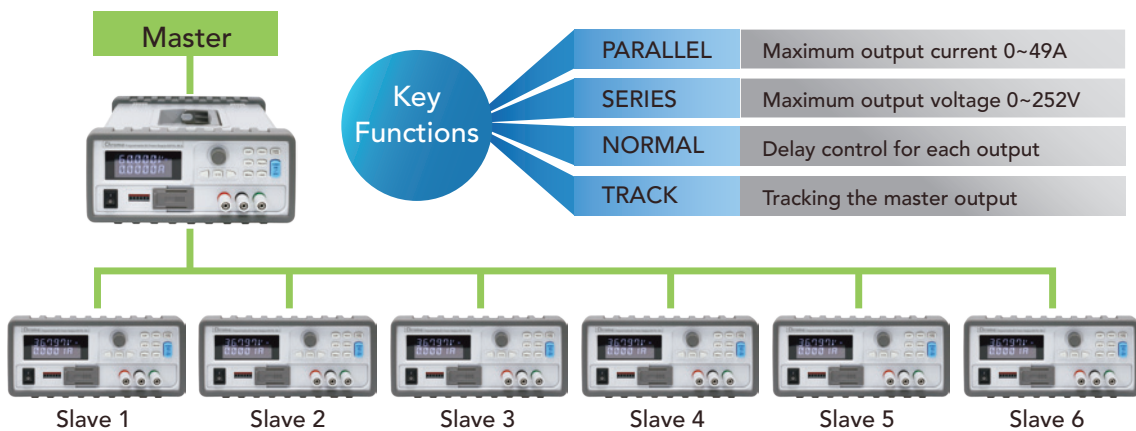 Master
Key
Functions
PARALLEL Maximum output current 0~49A
SERIES Maximum output voltage 0~252V
NORMAL Delay control for each output
TRACK Tracking the master output
Slave 1 Slave 2 Slave 3 Slave 4 Slave 5 Slave 6